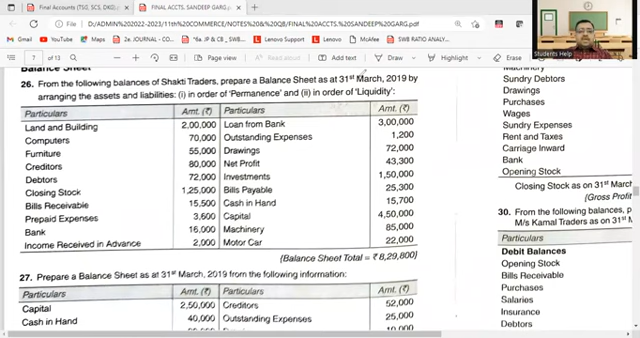 Final Accounts (TSO, SCS, DKG)
FINAL ACCTS. SANDEEP GARG.pdf
File
D:/ADMIN%202022-2023/11th%20COMMERCE/NOTES%20&%20QB/FINAL%20ACCTS.%20SANDEEP%20GARG.pdf
Gmail
YouTube
Maps
2e. JOURNAL - CO...
*6a. JP & CB _SWB...
Lenovo Support
Lenovo
McAfee
SWB RATIO ANALY...
7 of 13
Read aloud
Add text
Draw
Highlight
Erase
Students Help
Balance Sheet
26. From the following balances of Shakti Traders, prepare a Balance Sheet as at 31st March, 2019 by
arranging the assets and liabilities: (i) in order of 'Permanence' and (ii) in order of 'Liquidity':
Particulars Amt. (₹) Particulars Amt. (₹)
Land and Building 2,00,000 Loan from Bank 3,00,000
Computers 70,000 Outstanding Expenses 1,200
Furniture 55,000 Drawings 72,000
Creditors 80,000 Net Profit 43,300
Debtors 72,000 Investments 1,50,000
Closing Stock 1,25,000 Bills Payable 25,300
Bills Receivable 15,500 Cash in Hand 15,700
Prepaid Expenses 3,600 Capital 4,50,000
Bank 16,000 Machinery 85,000
Income Received in Advance 2,000 Motor Car 22,000
[Balance Sheet Total = ₹ 8,29,800]
27. Prepare a Balance Sheet as at 31st March, 2019 from the following information:
Particulars Amt. (₹) Particulars Amt. (₹)
Capital 2,50,000 Creditors 52,000
Cash in Hand 40,000 Outstanding Expenses 25,000
Machinery
Sundry Debtors
Drawings
Purchases
Wages
Sundry Expenses
Rent and Taxes
Carriage Inward
Bank
Opening Stock
Closing Stock as on 31st March
[Gross Profit
30. From the following balances, p
M/s Kamal Traders as on 31st M
Particulars
Debit Balances
Opening Stock
Bills Receivable
Purchases
Salaries
Insurance
Debtors